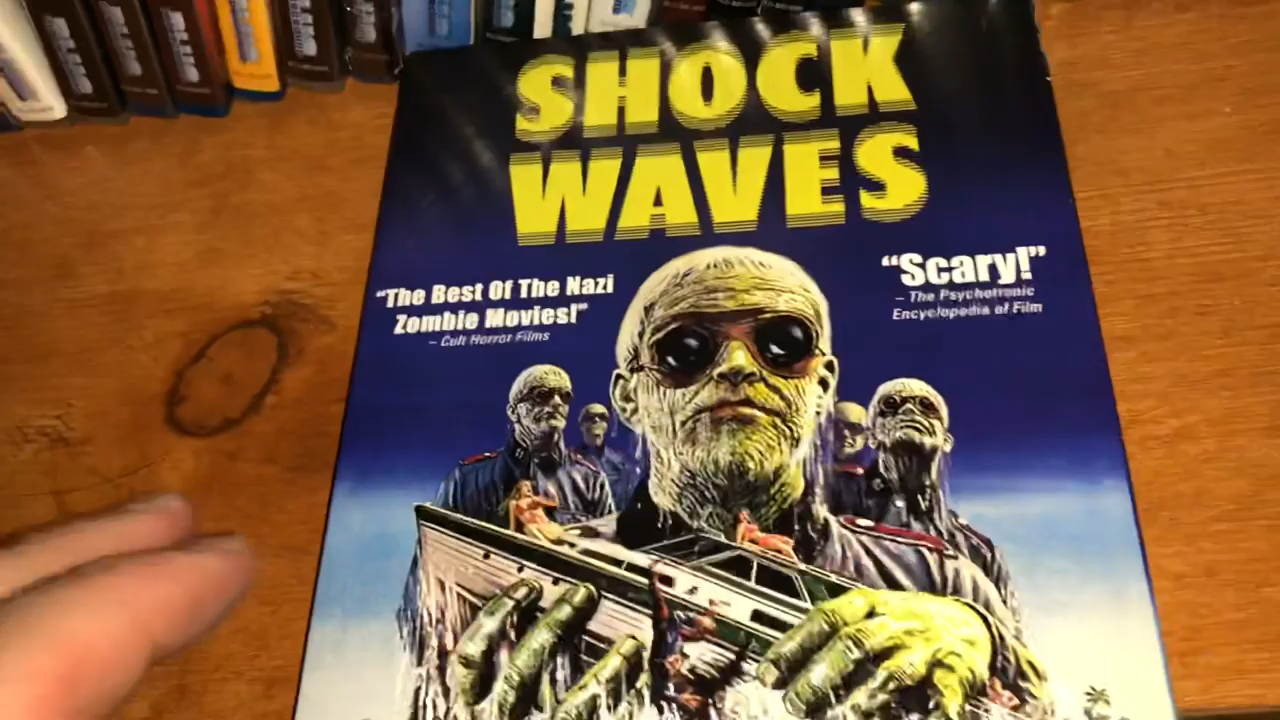 SHOCK
WAVES
“The Best Of The Nazi
Zombie Movies!”
– Cult Horror Films
“Scary!”
– The Psychotronic
Encyclopedia of Film